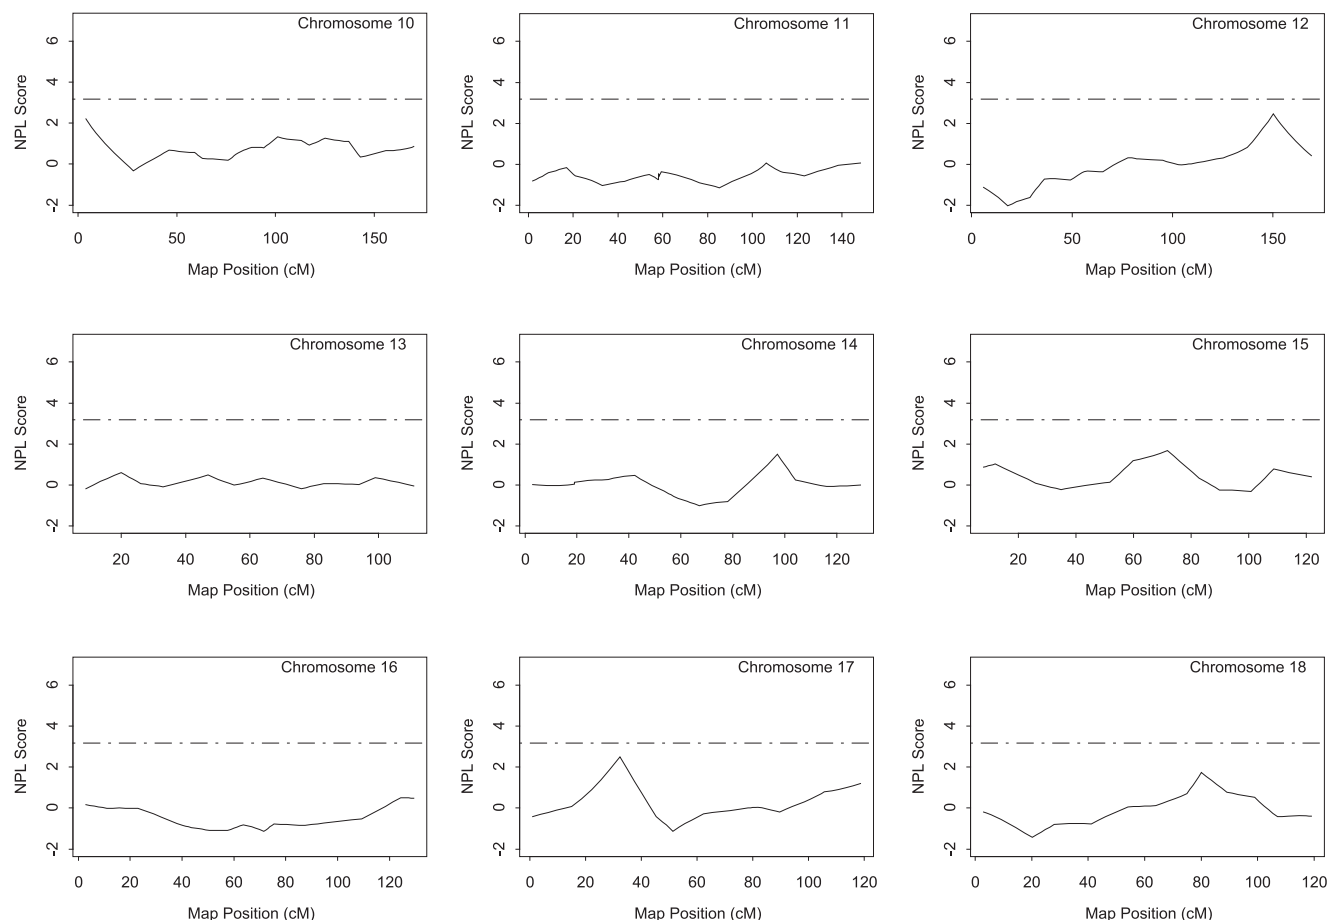 Chromosome 10
NPL Score
6
4
2
0
-2
0 50 100 150
Map Position (cM)
Chromosome 11
NPL Score
6
4
2
0
-2
0 20 40 60 80 100 120 140
Map Position (cM)
Chromosome 12
NPL Score
6
4
2
0
-2
0 50 100 150
Map Position (cM)
Chromosome 13
NPL Score
6
4
2
0
-2
20 40 60 80 100
Map Position (cM)
Chromosome 14
NPL Score
6
4
2
0
-2
0 20 40 60 80 100 120
Map Position (cM)
Chromosome 15
NPL Score
6
4
2
0
-2
20 40 60 80 100 120
Map Position (cM)
Chromosome 16
NPL Score
6
4
2
0
-2
0 20 40 60 80 100 120
Map Position (cM)
Chromosome 17
NPL Score
6
4
2
0
-2
0 20 40 60 80 100 120
Map Position (cM)
Chromosome 18
NPL Score
6
4
2
0
-2
0 20 40 60 80 100 120
Map Position (cM)